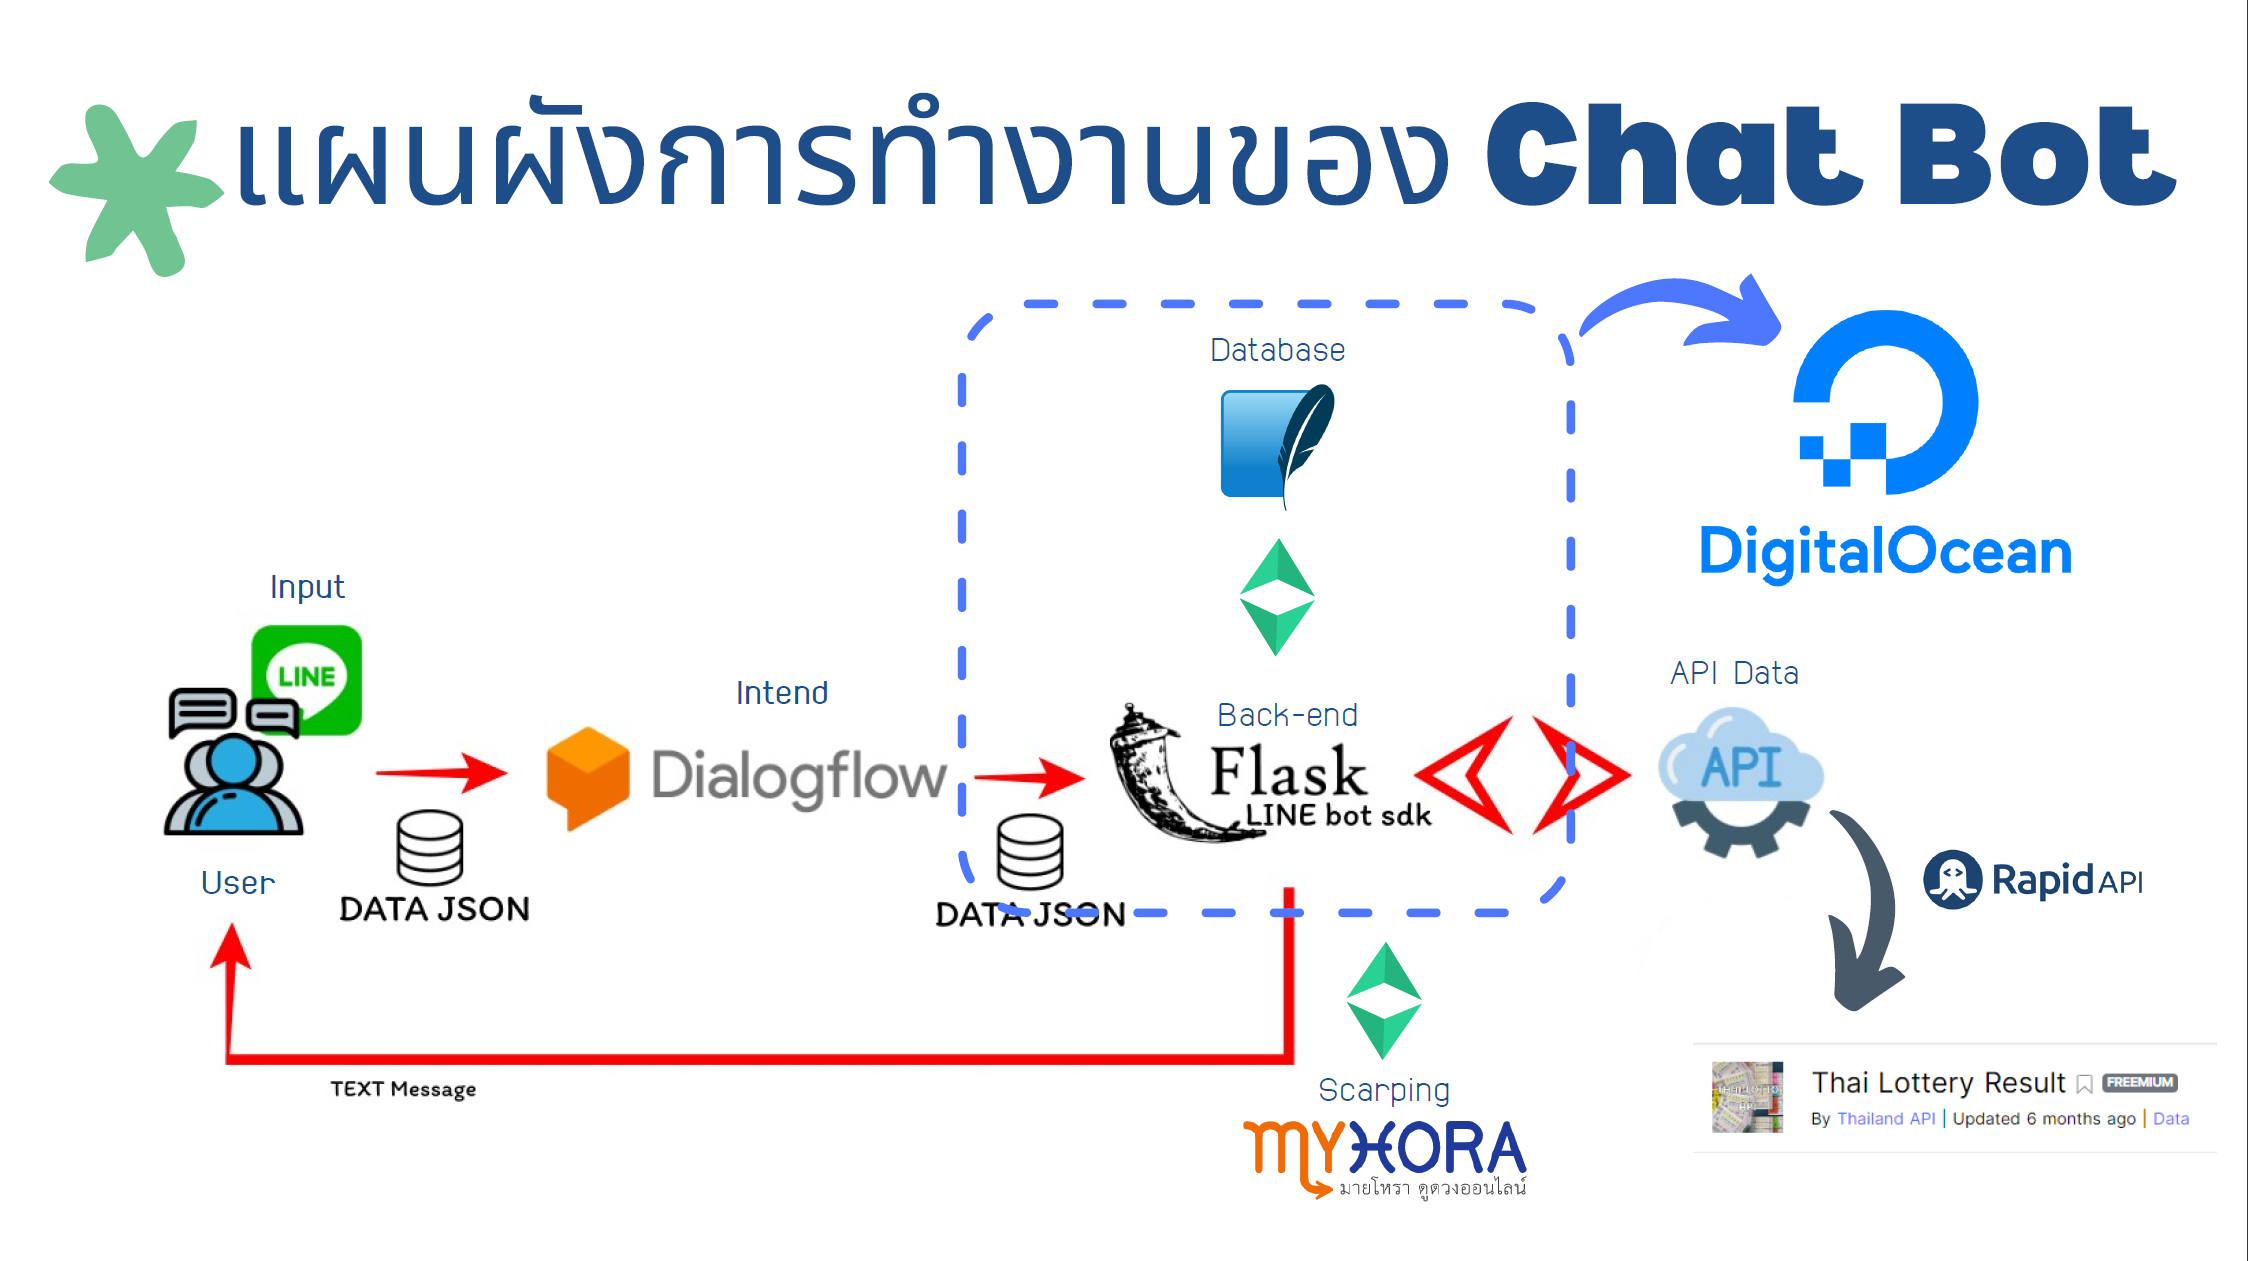 แผนผังการทำงานของ Chat Bot
Database
DigitalOcean
Input
LINE
Intend
Dialogflow
Back-end
Flask
LINE bot sdk
API Data
API
User
DATA JSON
DATA JSON
RapidAPI
TEXT Message
Scarping
MYHORA
มายโหรา ดูดวงออนไลน์
Thai Lottery Result FREEMIUM
By Thailand API | Updated 6 months ago | Data